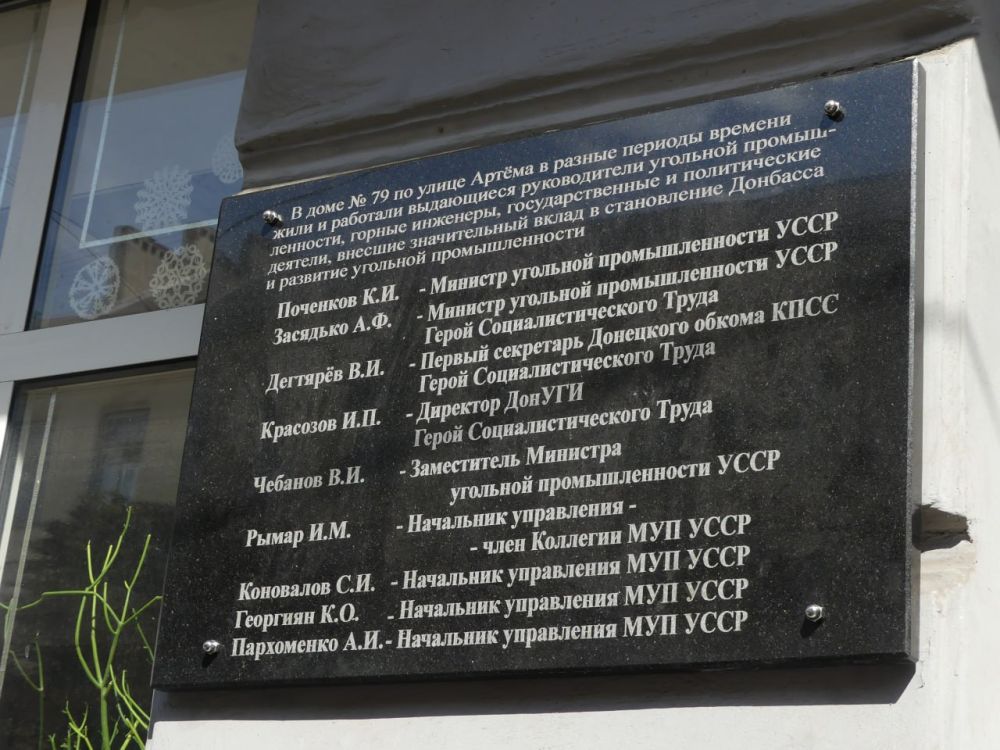 В доме № 79 по улице Артёма в разные периоды времени
жили и работали выдающиеся руководители угольной промыш-
ленности, горные инженеры, государственные и политические
деятели, внесшие значительный вклад в становление Донбасса
и развитие угольной промышленности
Поченков К.И. - Министр угольной промышленности УССР
Засядько А.Ф. - Министр угольной промышленности УССР
Герой Социалистического Труда
Дегтярёв В.И. - Первый секретарь Донецкого обкома КПСС
Герой Социалистического Труда
Красозов И.П. - Директор ДонУГИ
Герой Социалистического Труда
Чебанов В.И. - Заместитель Министра
угольной промышленности УССР
Рымар И.М. - Начальник управления -
- член Коллегии МУП УССР
Коновалов С.И. - Начальник управления МУП УССР
Георгиян К.О. - Начальник управления МУП УССР
Пархоменко А.И. - Начальник управления МУП УССР